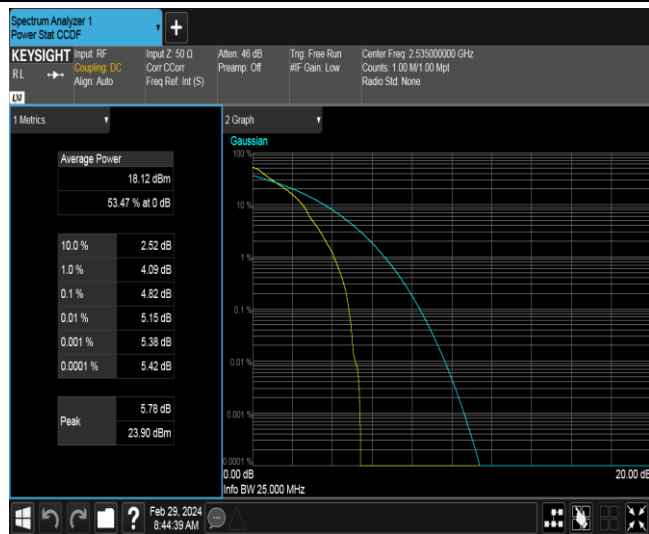 Spectrum Analyzer 1
Power Stat CCDF
+
KEYSIGHT
RL
LXI
Input: RF
Coupling: DC
Align: Auto
Input Z: 50 Ω
Corr CCorr
Freq Ref: Int (S)
Atten: 46 dB
Preamp: Off
Trig: Free Run
#IF Gain: Low
Center Freq: 2.535000000 GHz
Counts: 1.00 M/1.00 Mpt
Radio Std: None
1 Metrics
Average Power
18.12 dBm
53.47 % at 0 dB
10.0 % 2.52 dB
1.0 % 4.09 dB
0.1 % 4.82 dB
0.01 % 5.15 dB
0.001 % 5.38 dB
0.0001 % 5.42 dB
Peak
5.78 dB
23.90 dBm
2 Graph
Gaussian
100 %
10 %
1 %
0.1 %
0.01 %
0.001 %
0.0001 %
0.00 dB 20.00 dB
Info BW 25.000 MHz
?
Feb 29, 2024
8:44:39 AM